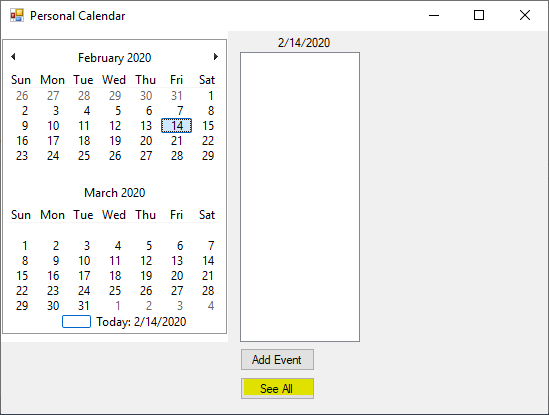 Personal Calendar
February 2020
Sun Mon Tue Wed Thu Fri Sat
26 27 28 29 30 31 1
2 3 4 5 6 7 8
9 10 11 12 13 14 15
16 17 18 19 20 21 22
23 24 25 26 27 28 29
March 2020
Sun Mon Tue Wed Thu Fri Sat
1 2 3 4 5 6 7
8 9 10 11 12 13 14
15 16 17 18 19 20 21
22 23 24 25 26 27 28
29 30 31 1 2 3 4
Today: 2/14/2020
2/14/2020
Add Event
See All